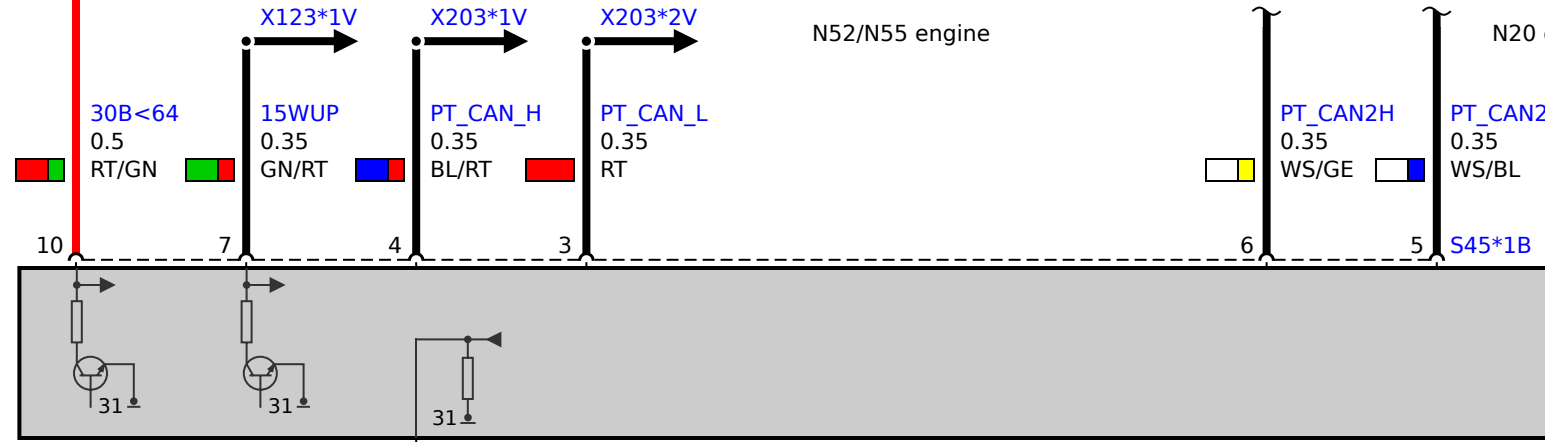 X123*1V X203*1V X203*2V
N52/N55 engine N20
30B<64 15WUP PT_CAN_H PT_CAN_L PT_CAN2H PT_CAN2
0.5 0.35 0.35 0.35 0.35 0.35
RT/GN GN/RT BL/RT RT WS/GE WS/BL
10 7 4 3 6 5 S45*1B
31 31 31